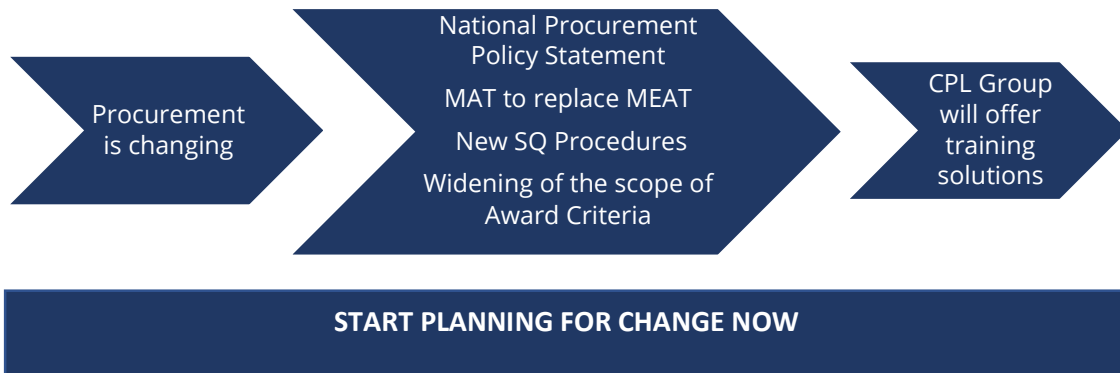 Procurement
is changing
National Procurement
Policy Statement
MAT to replace MEAT
New SQ Procedures
Widening of the scope of
Award Criteria
CPL Group
will offer
training
solutions
START PLANNING FOR CHANGE NOW